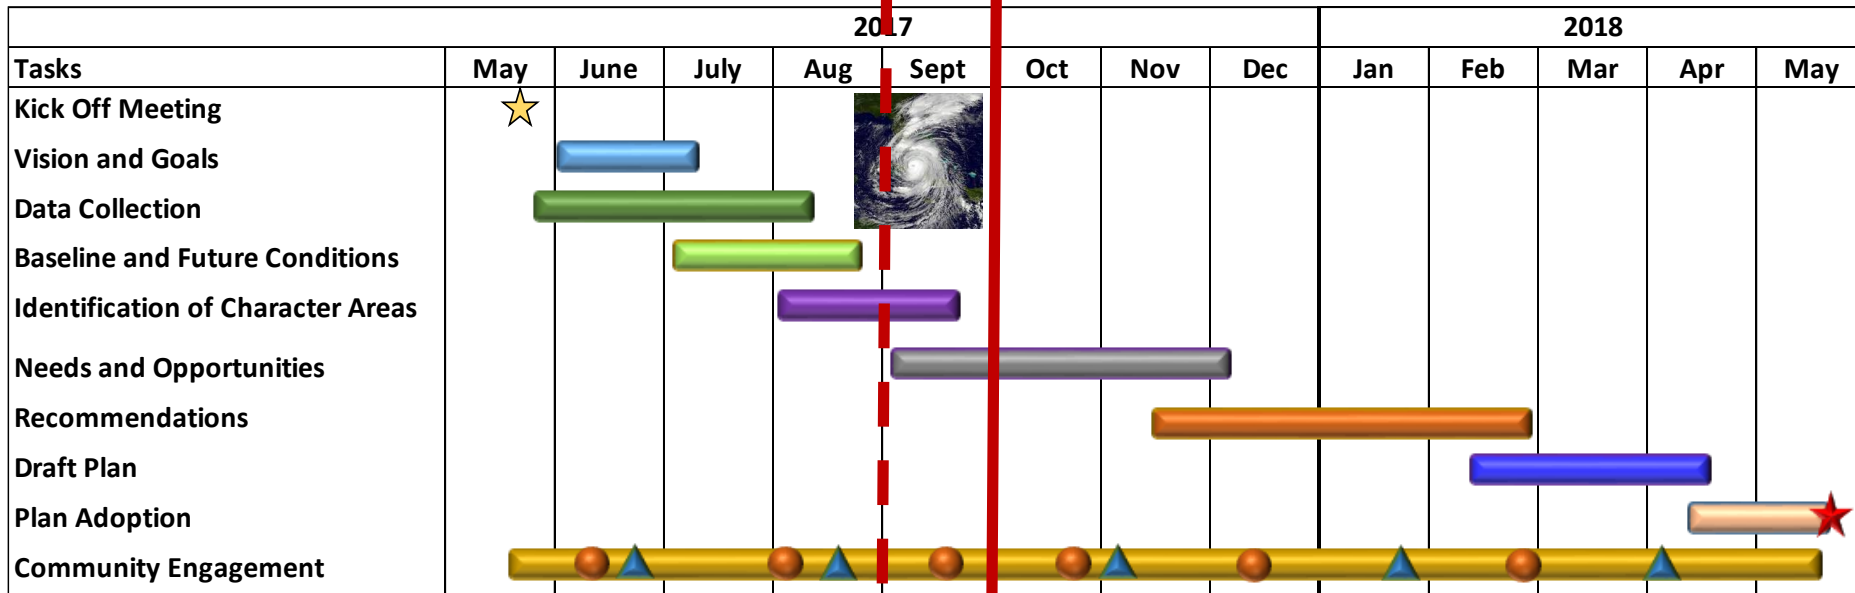 2017 2018
Tasks May June July Aug Sept Oct Nov Dec Jan Feb Mar Apr May
Kick Off Meeting
Vision and Goals
Data Collection
Baseline and Future Conditions
Identification of Character Areas
Needs and Opportunities
Recommendations
Draft Plan
Plan Adoption
Community Engagement